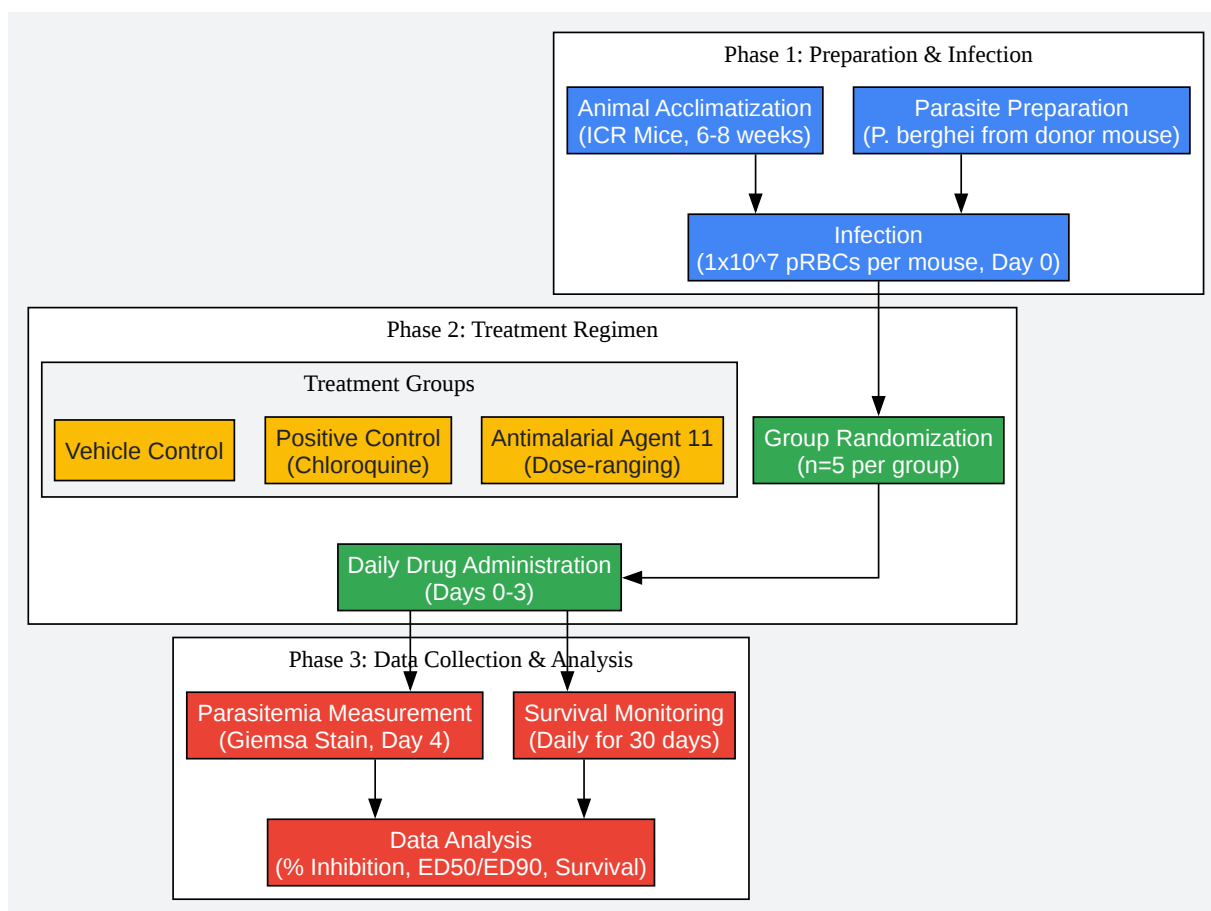 Phase 1: Preparation & Infection
Animal Acclimatization
(ICR Mice, 6-8 weeks)
Parasite Preparation
(P. berghei from donor mouse)
Infection
(1x10^7 pRBCs per mouse, Day 0)
Phase 2: Treatment Regimen
Treatment Groups
Vehicle Control
Positive Control
(Chloroquine)
Antimalarial Agent 11
(Dose-ranging)
Group Randomization
(n=5 per group)
Daily Drug Administration
(Days 0-3)
Phase 3: Data Collection & Analysis
Parasitemia Measurement
(Giemsa Stain, Day 4)
Survival Monitoring
(Daily for 30 days)
Data Analysis
(% Inhibition, ED50/ED90, Survival)